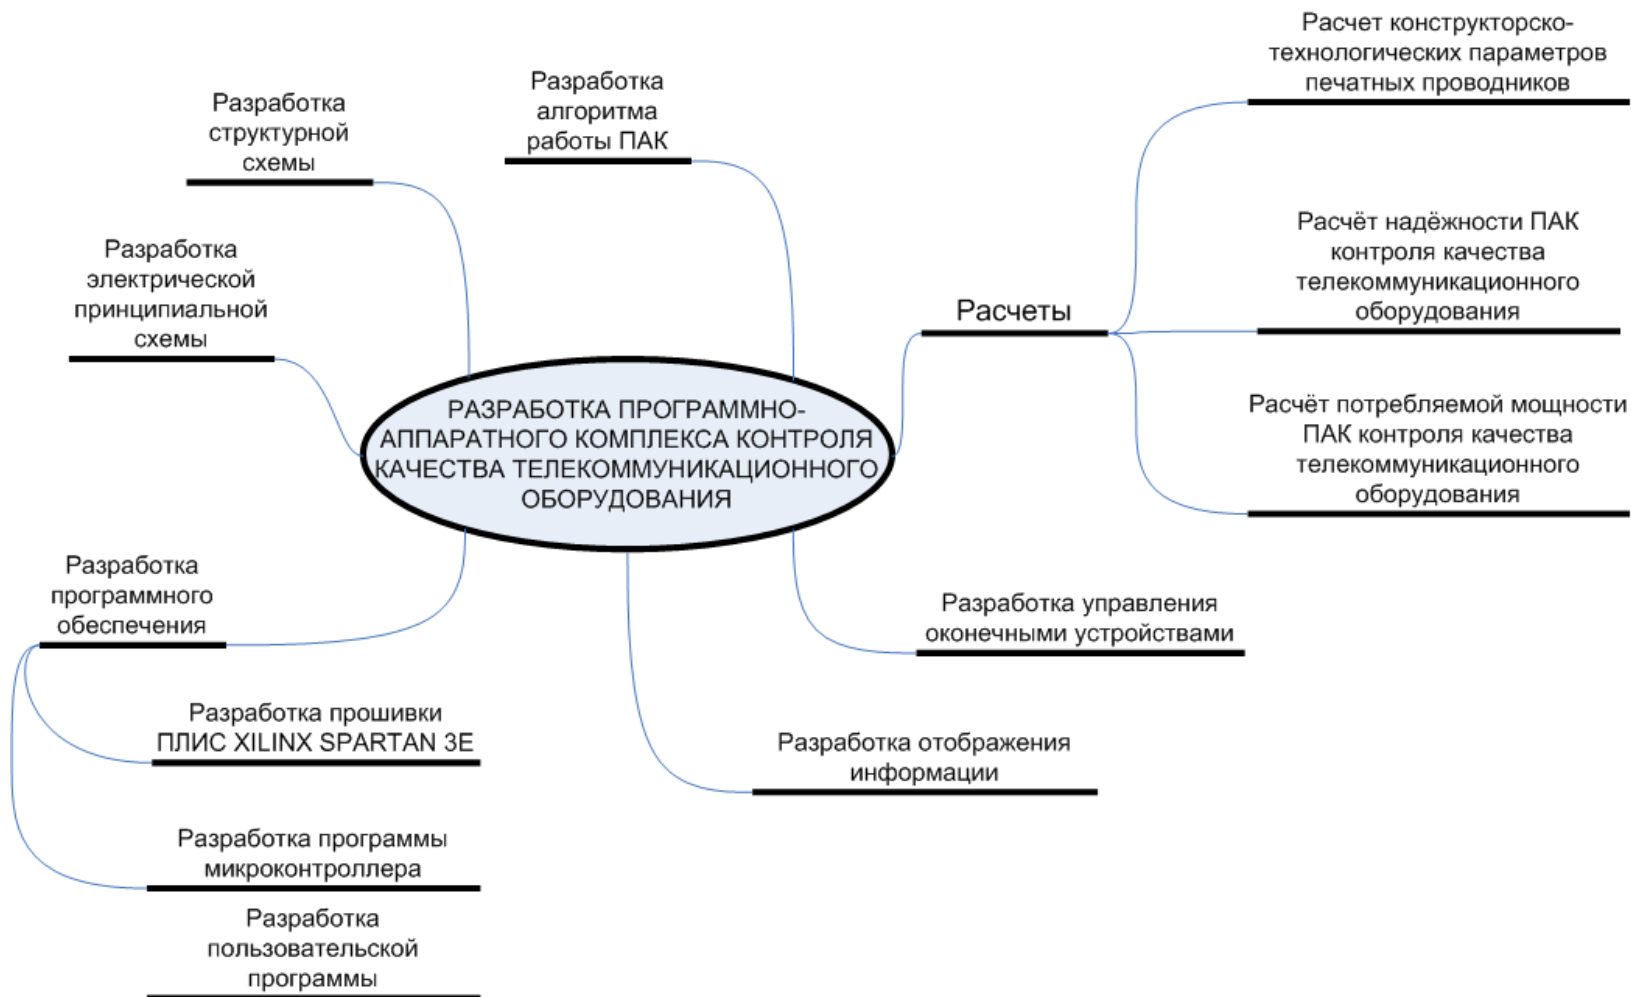 Расчет конструкторско-
технологических параметров
печатных проводников
Разработка
алгоритма
работы ПАК
Разработка
структурной
схемы
Расчёт надёжности ПАК
контроля качества
телекоммуникационного
оборудования
Разработка
электрической
принципиальной
схемы
Расчеты
РАЗРАБОТКА ПРОГРАММНО-
АППАРАТНОГО КОМПЛЕКСА КОНТРОЛЯ
КАЧЕСТВА ТЕЛЕКОММУНИКАЦИОННОГО
ОБОРУДОВАНИЯ
Расчёт потребляемой мощности
ПАК контроля качества
телекоммуникационного
оборудования
Разработка
программного
обеспечения
Разработка управления
оконечными устройствами
Разработка прошивки
ПЛИС XILINX SPARTAN 3E
Разработка отображения
информации
Разработка программы
микроконтроллера
Разработка
пользовательской
программы